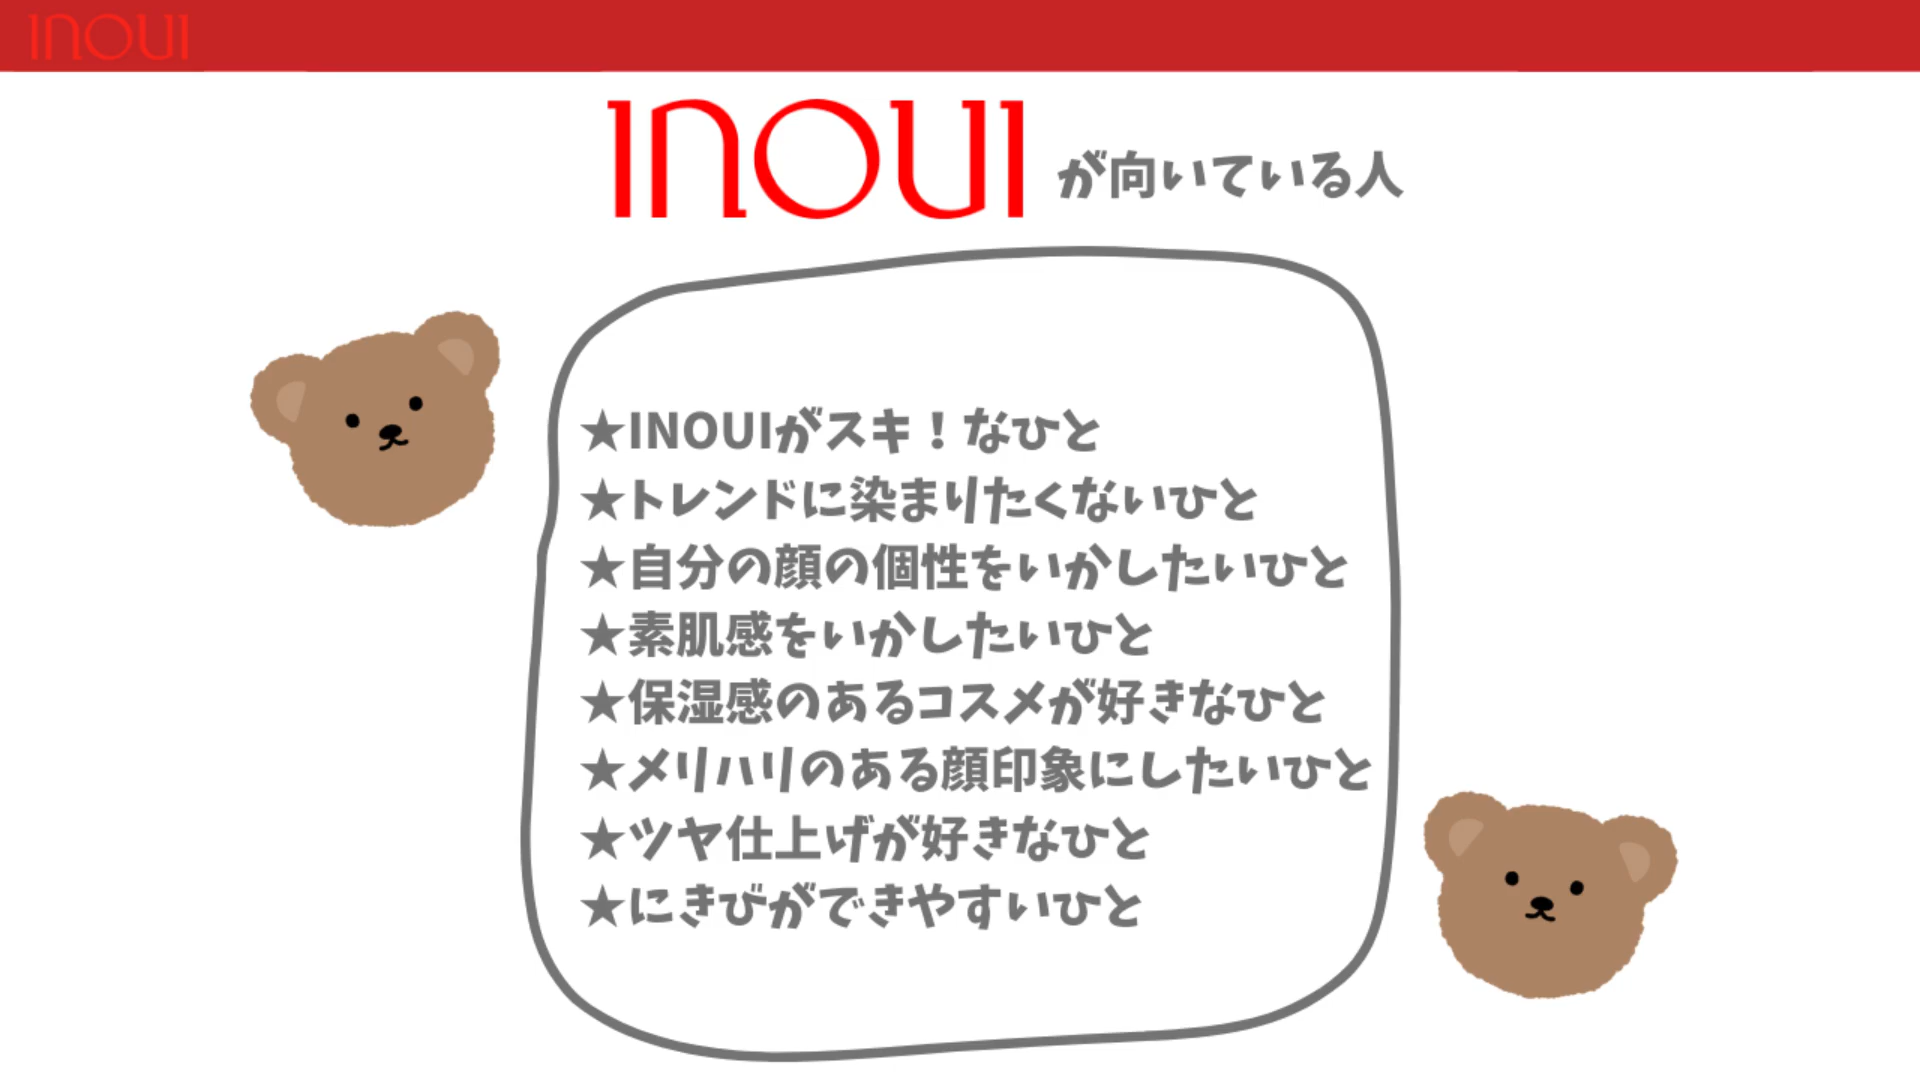 INOUI
INOUI が向いている人
★INOUIがスキ！なひと
★トレンドに染まりたくないひと
★自分の顔の個性をいかしたいひと
★素肌感をいかしたいひと
★保湿感のあるコスメが好きなひと
★メリハリのある顔印象にしたいひと
★ツヤ仕上げが好きなひと
★にきびができやすいひと